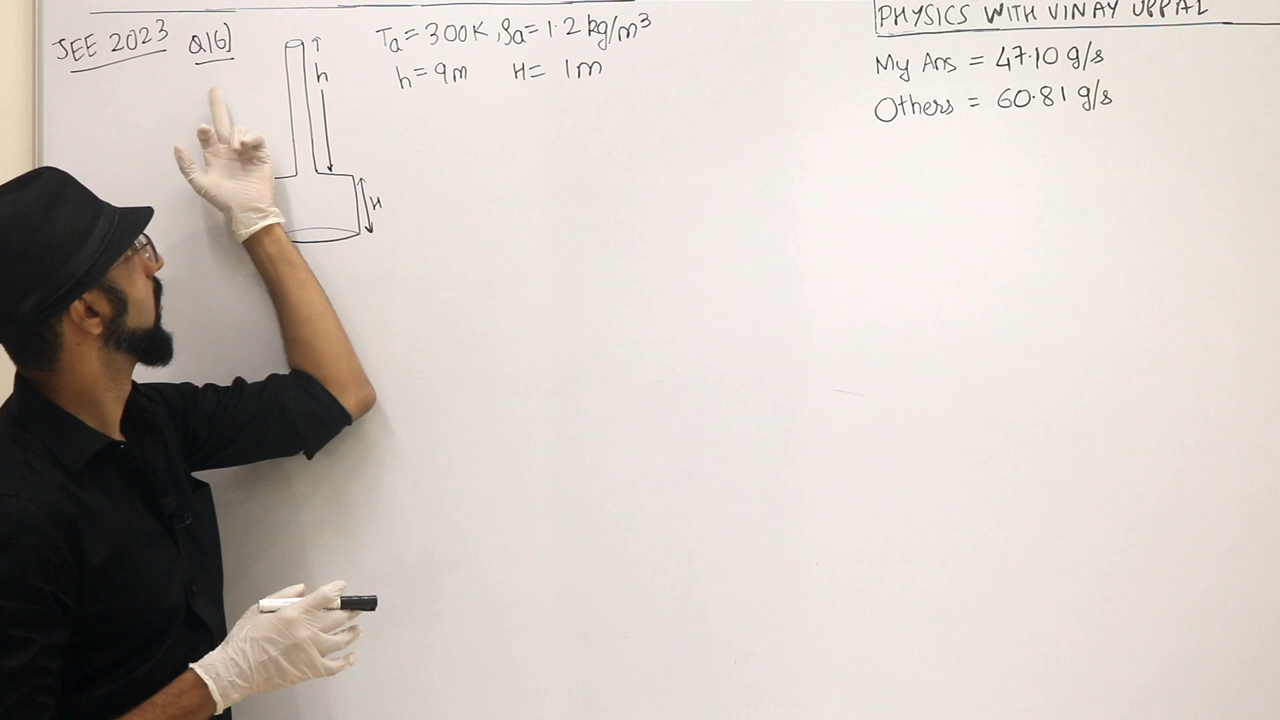 JEE 2023 Q16]
Ta = 300K, ρa = 1.2 kg/m³
h = 9m H = 1m
h
H
PHYSICS WITH VINAY UPPAL
My Ans = 47.10 g/s
Others = 60.81 g/s